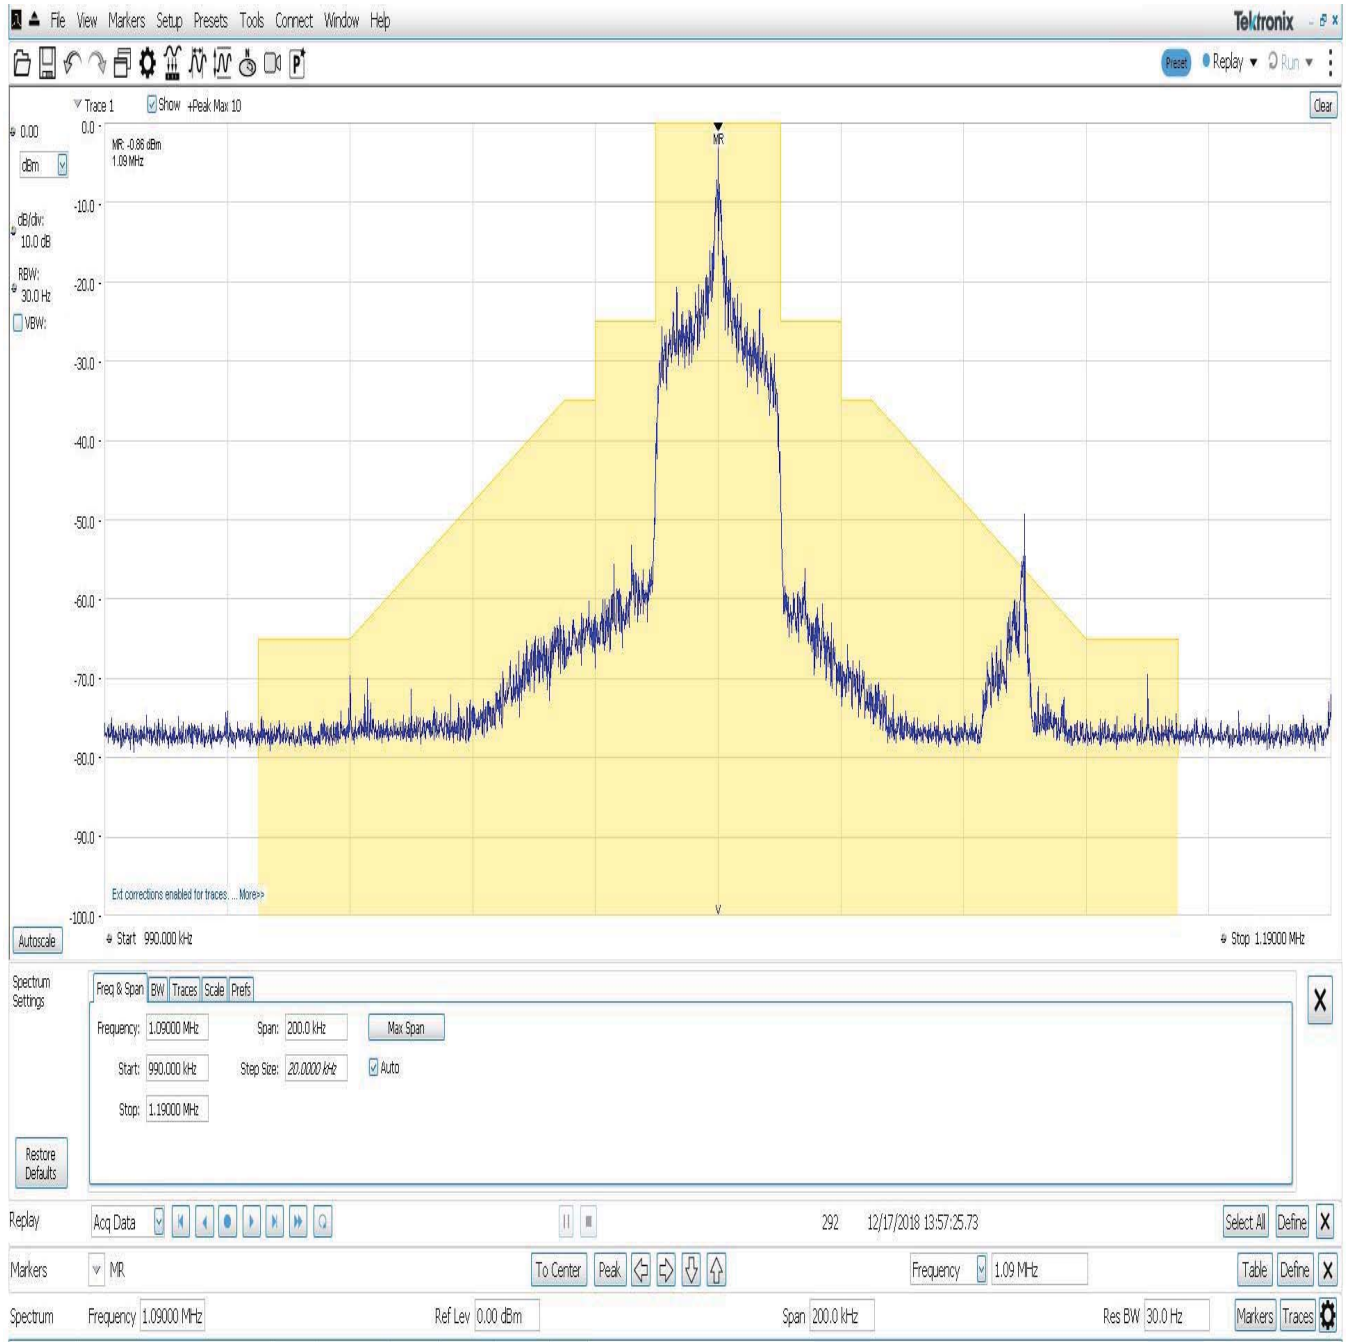 File View Markers Setup Presets Tools Connect Window Help Tektronix
Preset Replay Run
Trace 1 Show +Peak Max 10 Clear
0.00
dBm
dB/div:
10.0 dB
RBW:
30.0 Hz
VBW:
0.0
-10.0
-20.0
-30.0
-40.0
-50.0
-60.0
-70.0
-80.0
-90.0
-100.0
MR: -0.86 dBm
1.09 MHz
MR
Ext corrections enabled for traces. ... More>>
Autoscale Start 990.000 kHz Stop 1.19000 MHz
Spectrum
Settings
Freq & Span BW Traces Scale Prefs
Frequency: 1.09000 MHz Span: 200.0 kHz Max Span
Start: 990.000 kHz Step Size: 20.0000 kHz Auto
Stop: 1.19000 MHz
Restore
Defaults
Replay Acq Data 292 12/17/2018 13:57:25.73 Select All Define X
Markers MR To Center Peak Frequency 1.09 MHz Table Define X
Spectrum Frequency 1.09000 MHz Ref Lev 0.00 dBm Span 200.0 kHz Res BW 30.0 Hz Markers Traces